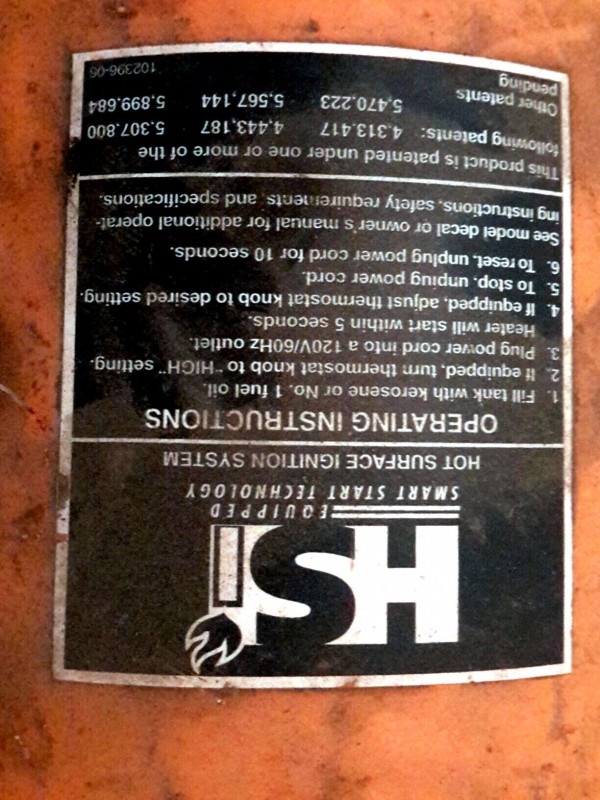 HSI
EQUIPPED
SMART START TECHNOLOGY
HOT SURFACE IGNITION SYSTEM
OPERATING INSTRUCTIONS
1. Fill tank with kerosene or No. 1 fuel oil.
2. If equipped, turn thermostat knob to "HIGH" setting.
3. Plug power cord into a 120V/60Hz outlet.
Heater will start within 5 seconds.
4. If equipped, adjust thermostat knob to desired setting.
5. To stop, unplug power cord.
6. To reset, unplug power cord for 10 seconds.
See model decal or owner's manual for additional operat-
ing instructions, safety requirements and specifications.
This product is patented under one or more of the
following patents: 4,313,417 4,443,187 5,307,800
5,470,223 5,567,144 5,899,684
Other patents
pending
102396-06